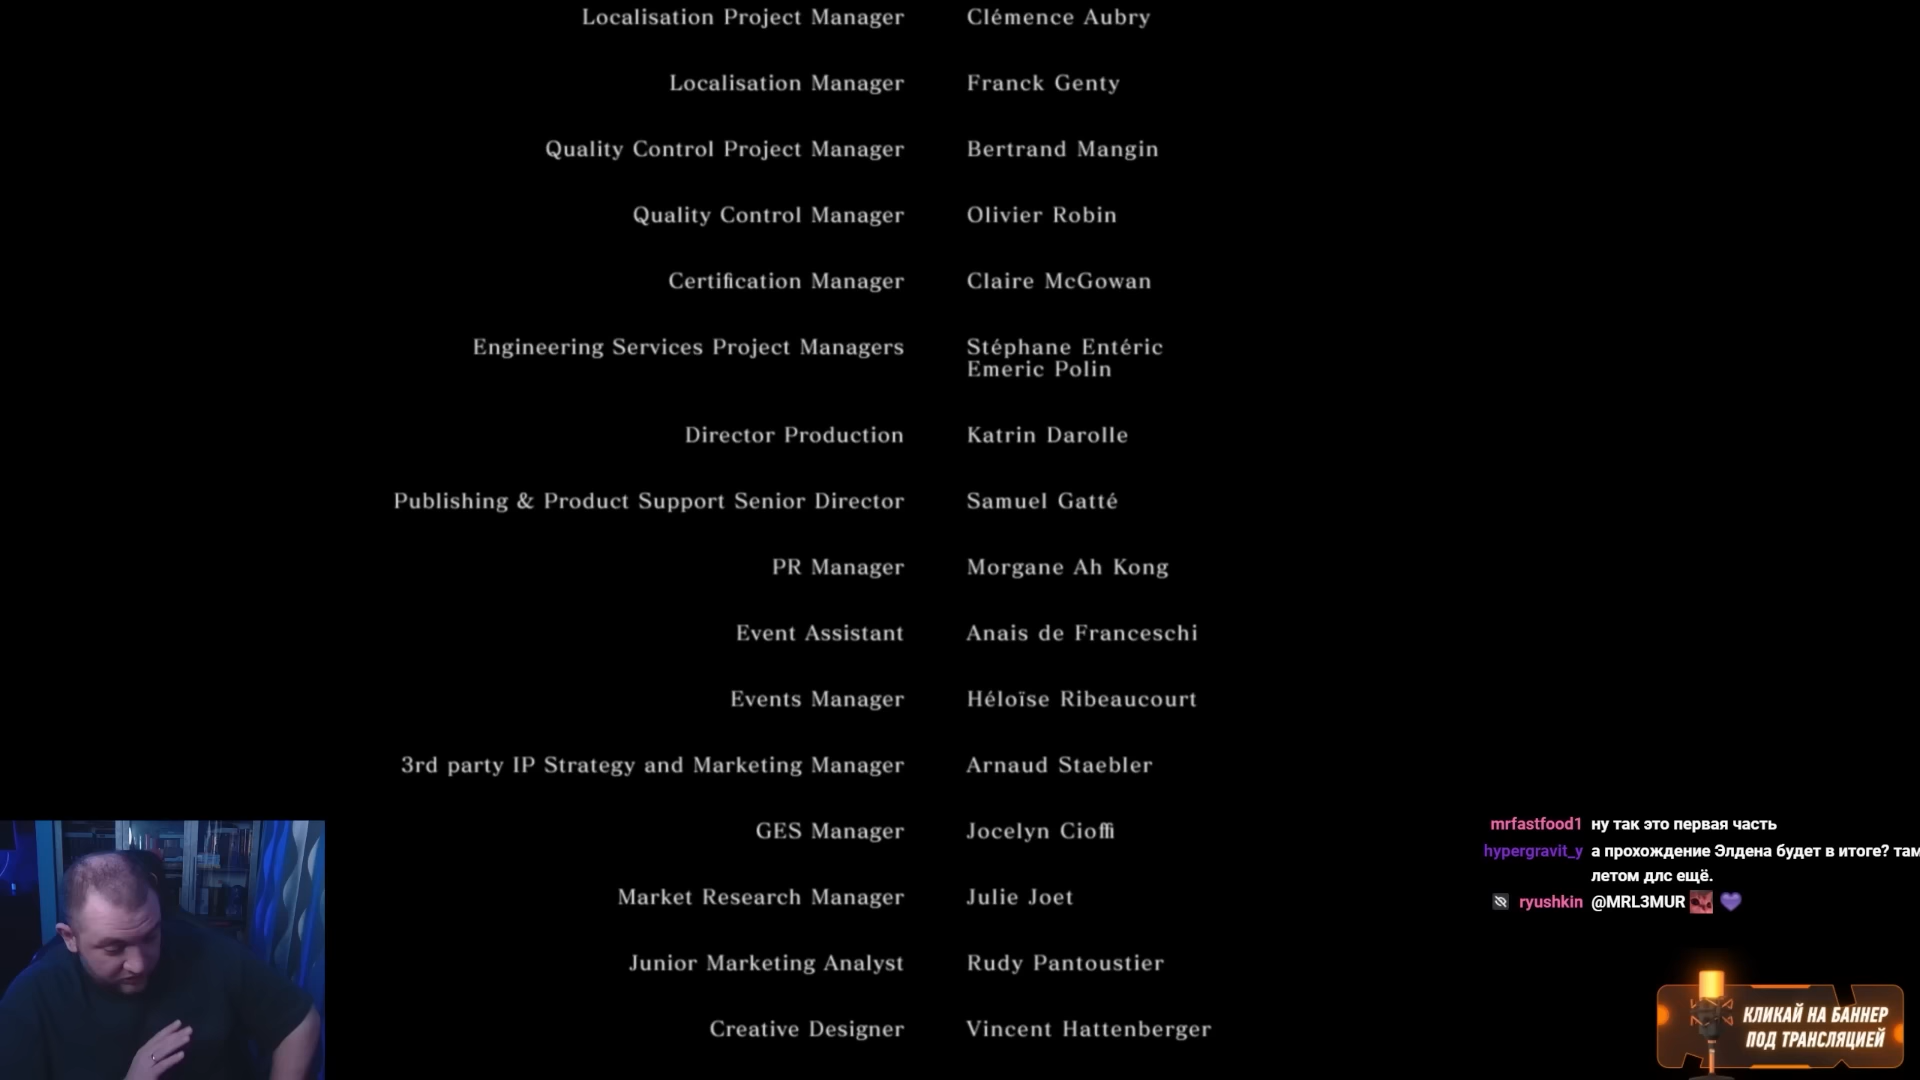 Localisation Project Manager Clémence Aubry
Localisation Manager Franck Genty
Quality Control Project Manager Bertrand Mangin
Quality Control Manager Olivier Robin
Certification Manager Claire McGowan
Engineering Services Project Managers Stéphane Entéric
Emeric Polin
Director Production Katrin Darolle
Publishing & Product Support Senior Director Samuel Gatté
PR Manager Morgane Ah Kong
Event Assistant Anais de Franceschi
Events Manager Héloïse Ribeaucourt
3rd party IP Strategy and Marketing Manager Arnaud Staebler
GES Manager Jocelyn Cioffi
Market Research Manager Julie Joet
Junior Marketing Analyst Rudy Pantoustier
Creative Designer Vincent Hattenberger
mrfastfood1 ну так это первая часть
hypergravit_y а прохождение Элдена будет в итоге? там
летом длс ещё.
ryushkin @MRL3MUR
КЛИКАЙ НА БАННЕР
ПОД ТРАНСЛЯЦИЕЙ